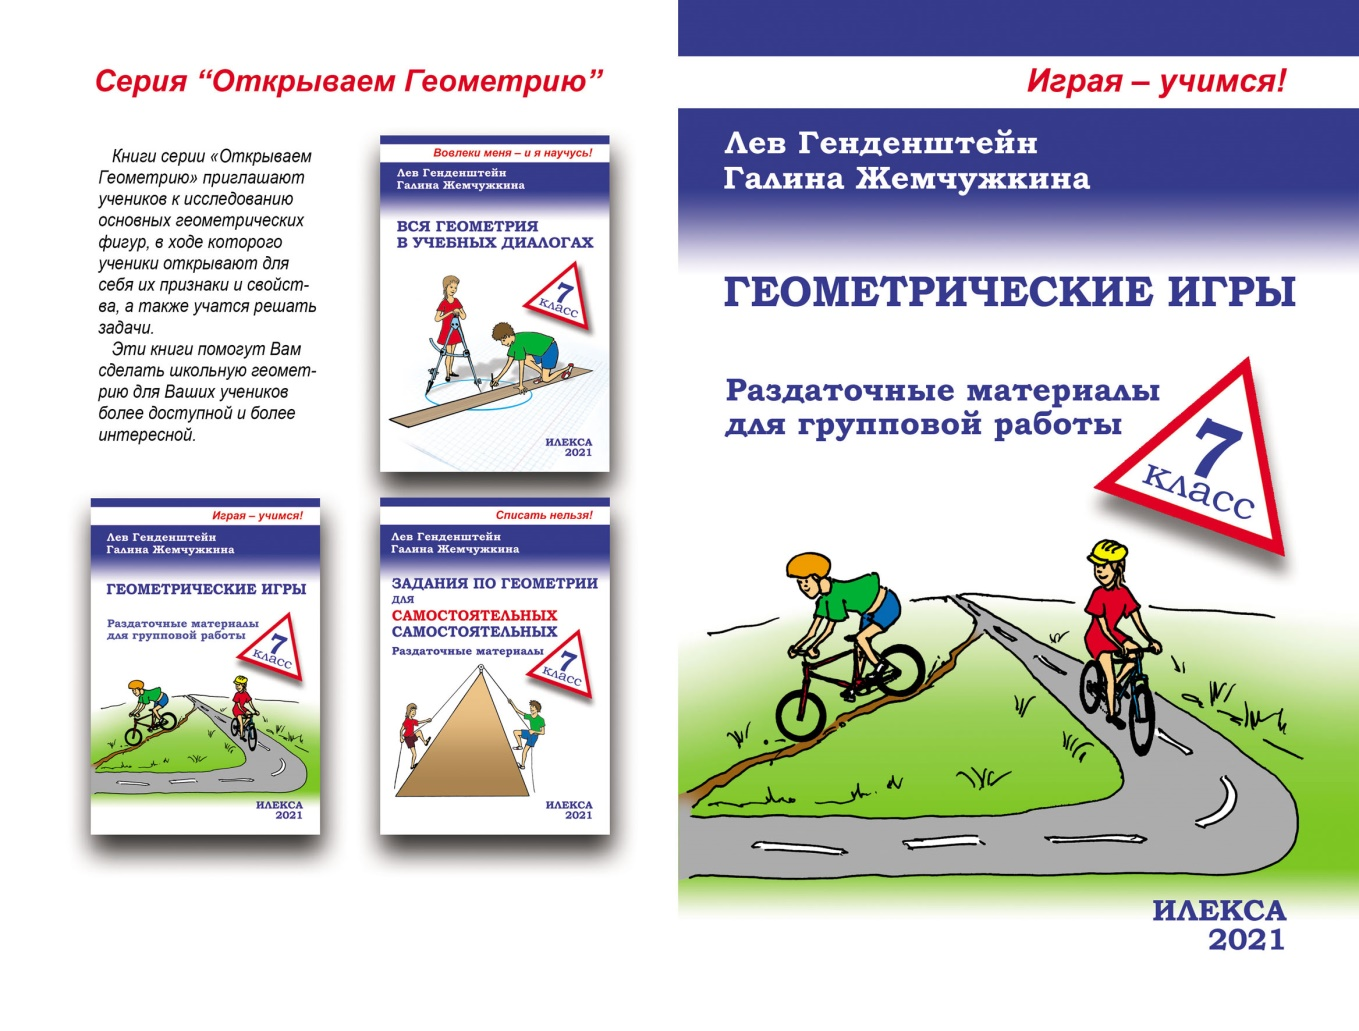 Серия “Открываем Геометрию”
Книги серии «Открываем
Геометрию» приглашают
учеников к исследованию
основных геометрических
фигур, в ходе которого
ученики открывают для
себя их признаки и свойст-
ва, а также учатся решать
задачи.
Эти книги помогут Вам
сделать школьную геомет-
рию для Ваших учеников
более доступной и более
интересной.
Вовлеки меня – и я научусь!
Лев Генденштейн
Галина Жемчужкина
ВСЯ ГЕОМЕТРИЯ
В УЧЕБНЫХ ДИАЛОГАХ
7
класс
ИЛЕКСА
2021
Играя – учимся!
Лев Генденштейн
Галина Жемчужкина
ГЕОМЕТРИЧЕСКИЕ ИГРЫ
Раздаточные материалы
для групповой работы
7
класс
ИЛЕКСА
2021
Списать нельзя!
Лев Генденштейн
Галина Жемчужкина
ЗАДАНИЯ ПО ГЕОМЕТРИИ
для
САМОСТОЯТЕЛЬНЫХ
САМОСТОЯТЕЛЬНЫХ
Раздаточные материалы
7
класс
ИЛЕКСА
2021
Играя – учимся!
Лев Генденштейн
Галина Жемчужкина
ГЕОМЕТРИЧЕСКИЕ ИГРЫ
Раздаточные материалы
для групповой работы
7
класс
ИЛЕКСА
2021